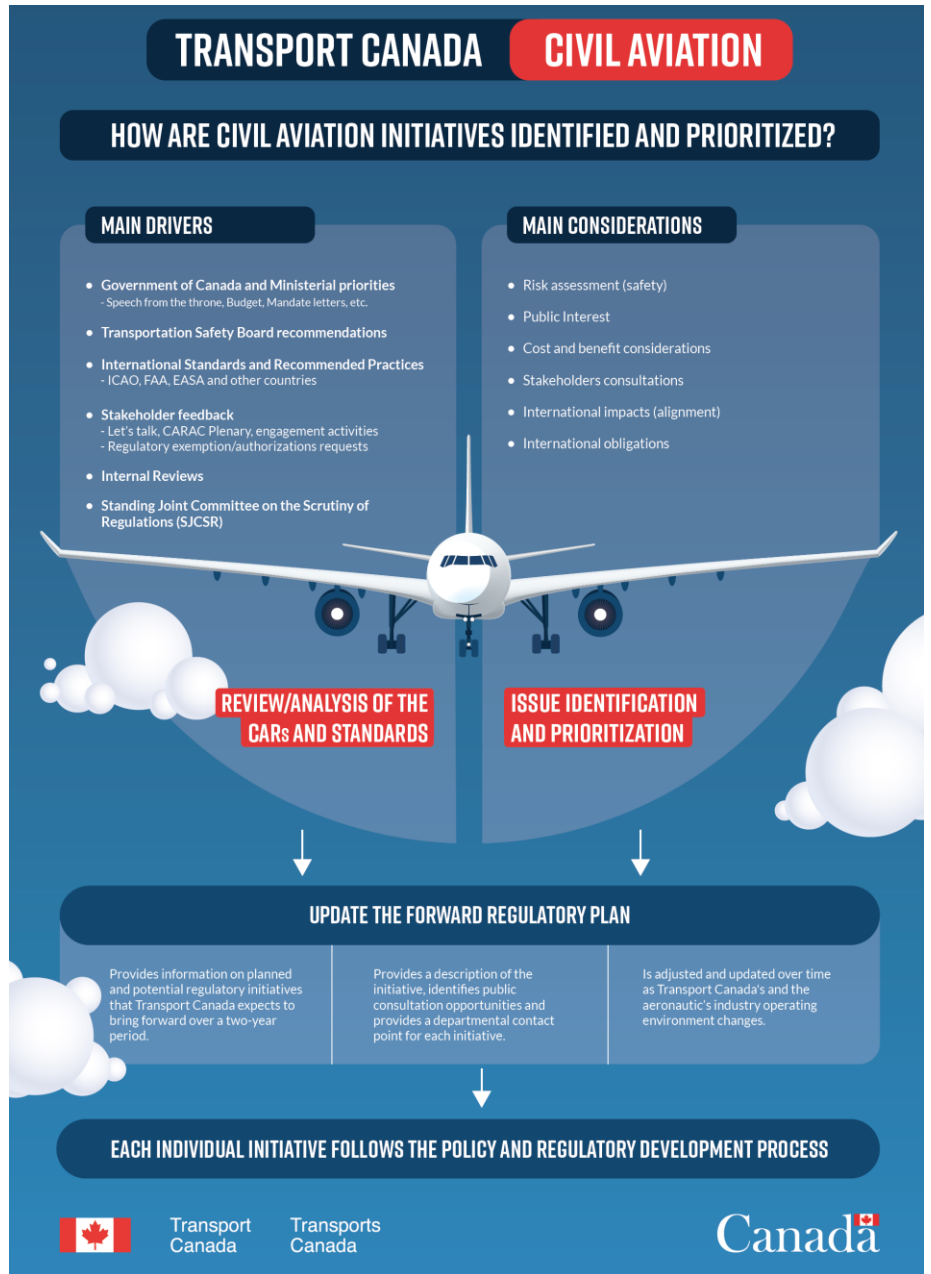 TRANSPORT CANADA CIVIL AVIATION
HOW ARE CIVIL AVIATION INITIATIVES IDENTIFIED AND PRIORITIZED?
MAIN DRIVERS
• Government of Canada and Ministerial priorities
- Speech from the throne, Budget, Mandate letters, etc.
• Transportation Safety Board recommendations
• International Standards and Recommended Practices
- ICAO, FAA, EASA and other countries
• Stakeholder feedback
- Let's talk, CARAC Plenary, engagement activities
- Regulatory exemption/authorizations requests
• Internal Reviews
• Standing Joint Committee on the Scrutiny of
Regulations (SJCSR)
MAIN CONSIDERATIONS
• Risk assessment (safety)
• Public Interest
• Cost and benefit considerations
• Stakeholders consultations
• International impacts (alignment)
• International obligations
REVIEW/ANALYSIS OF THE
CARs AND STANDARDS
ISSUE IDENTIFICATION
AND PRIORITIZATION
UPDATE THE FORWARD REGULATORY PLAN
Provides information on planned
and potential regulatory initiatives
that Transport Canada expects to
bring forward over a two-year
period.
Provides a description of the
initiative, identifies public
consultation opportunities and
provides a departmental contact
point for each initiative.
Is adjusted and updated over time
as Transport Canada's and the
aeronautic's industry operating
environment changes.
EACH INDIVIDUAL INITIATIVE FOLLOWS THE POLICY AND REGULATORY DEVELOPMENT PROCESS
Transport
Canada
Transports
Canada
Canada